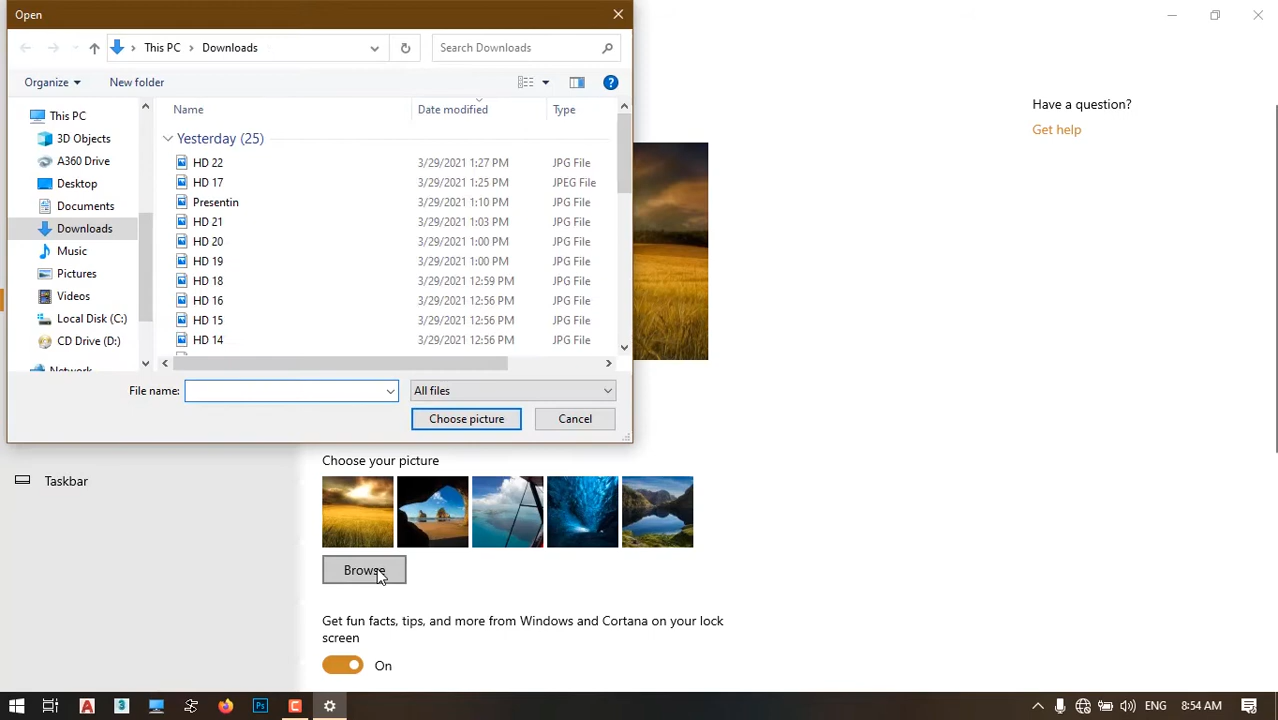 Open
This PC > Downloads
Search Downloads
Organize
New folder
This PC
3D Objects
A360 Drive
Desktop
Documents
Downloads
Music
Pictures
Videos
Local Disk (C:)
CD Drive (D:)
Network
Name Date modified Type
Yesterday (25)
HD 22 3/29/2021 1:27 PM JPG File
HD 17 3/29/2021 1:25 PM JPEG File
Presentin 3/29/2021 1:10 PM JPG File
HD 21 3/29/2021 1:03 PM JPG File
HD 20 3/29/2021 1:00 PM JPG File
HD 19 3/29/2021 1:00 PM JPG File
HD 18 3/29/2021 12:59 PM JPG File
HD 16 3/29/2021 12:56 PM JPG File
HD 15 3/29/2021 12:56 PM JPG File
HD 14 3/29/2021 12:56 PM JPG File
File name:
All files
Choose picture
Cancel
Have a question?
Get help
Taskbar
Choose your picture
Browse
Get fun facts, tips, and more from Windows and Cortana on your lock
screen
On
ENG
8:54 AM